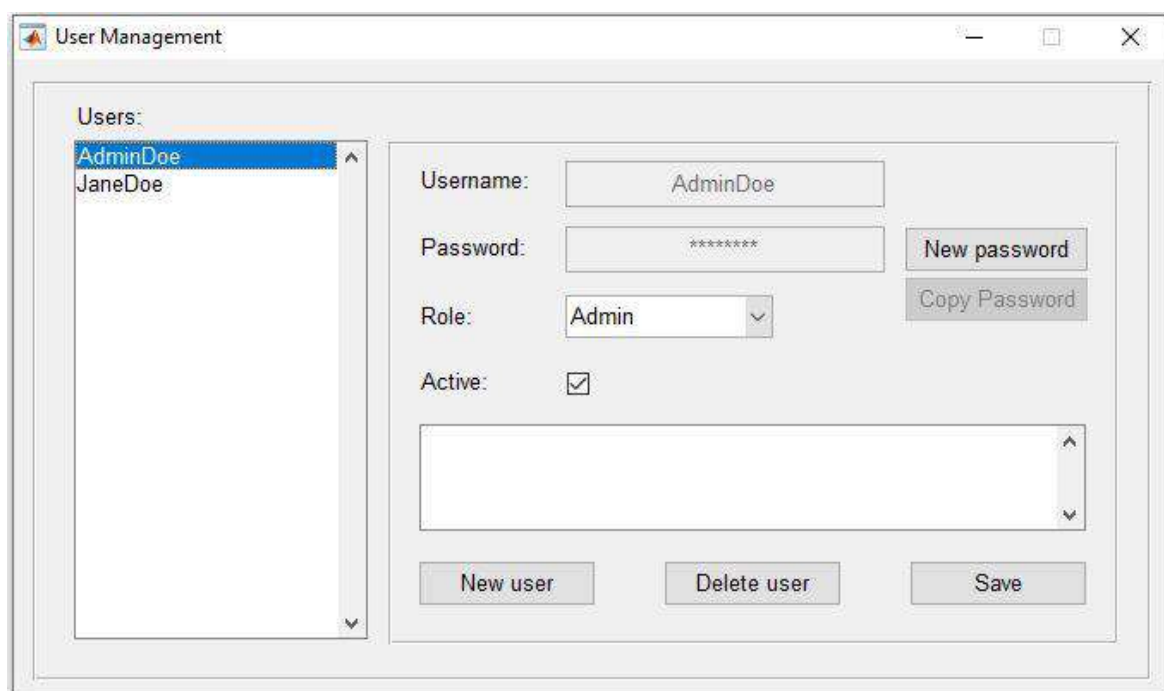 User Management
Users:
AdminDoe
JaneDoe
Username:
AdminDoe
Password:
********
New password
Copy Password
Role:
Admin
Active:
New user
Delete user
Save